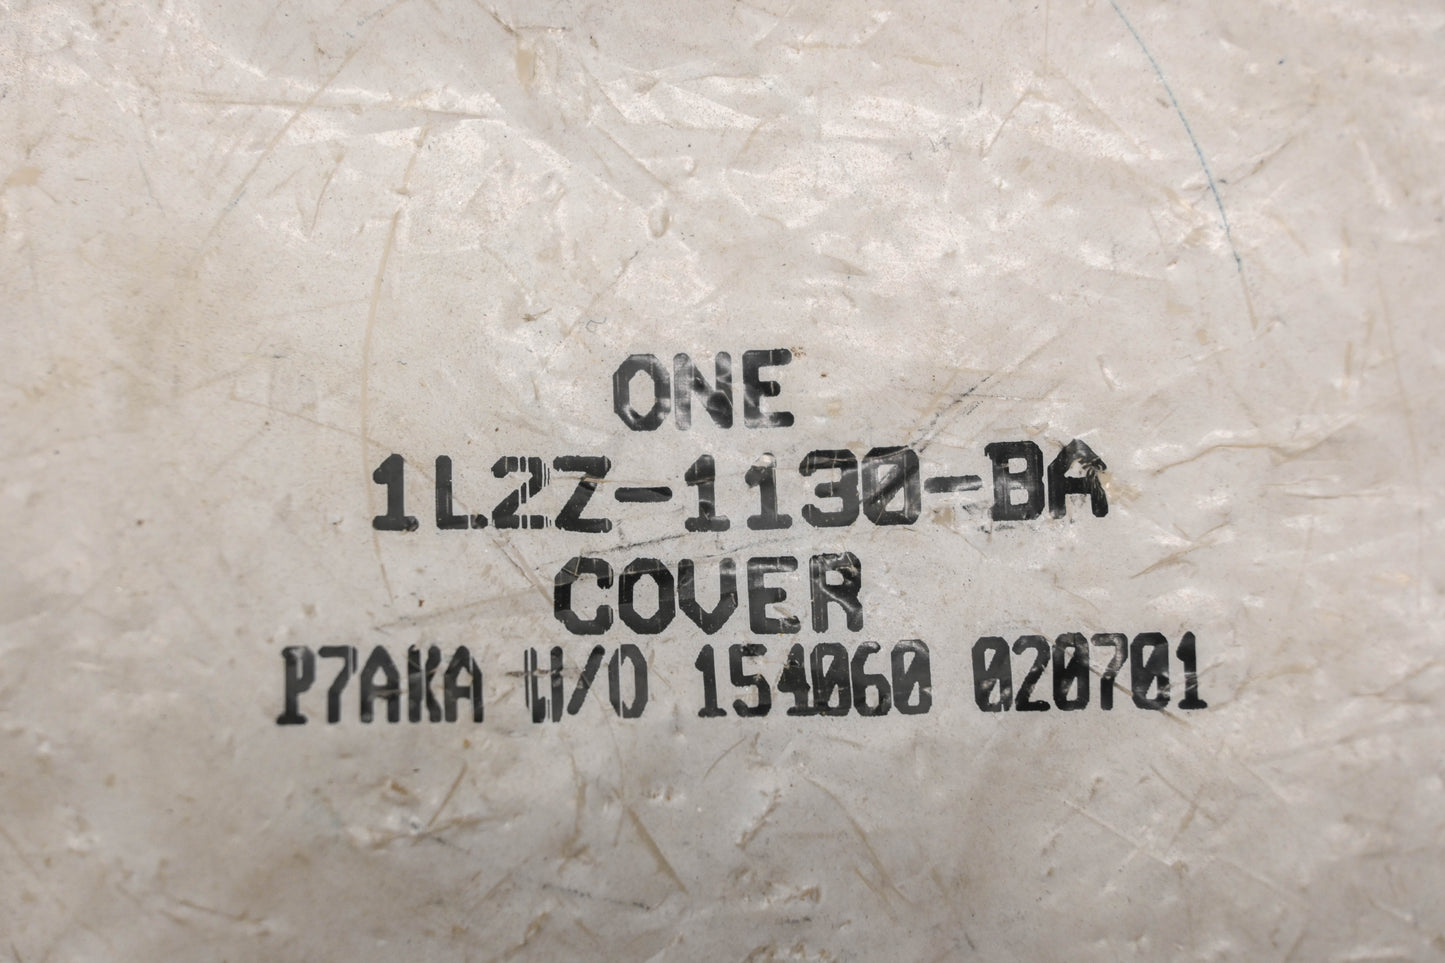 ONE
1L2Z-1130-BA
COVER
P7AKA W/O 154060 020701